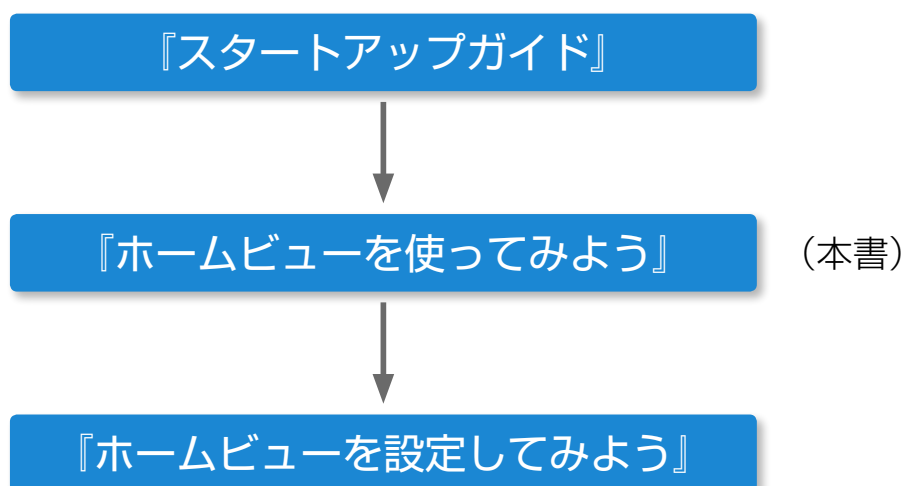 『スタートアップガイド』
『ホームビューを使ってみよう』 （本書）
『ホームビューを設定してみよう』